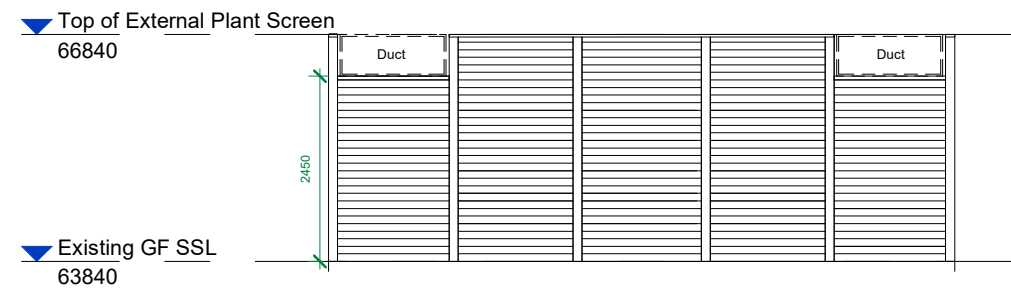 Top of External Plant Screen
66840
Duct
Duct
2450
Existing GF SSL
63840